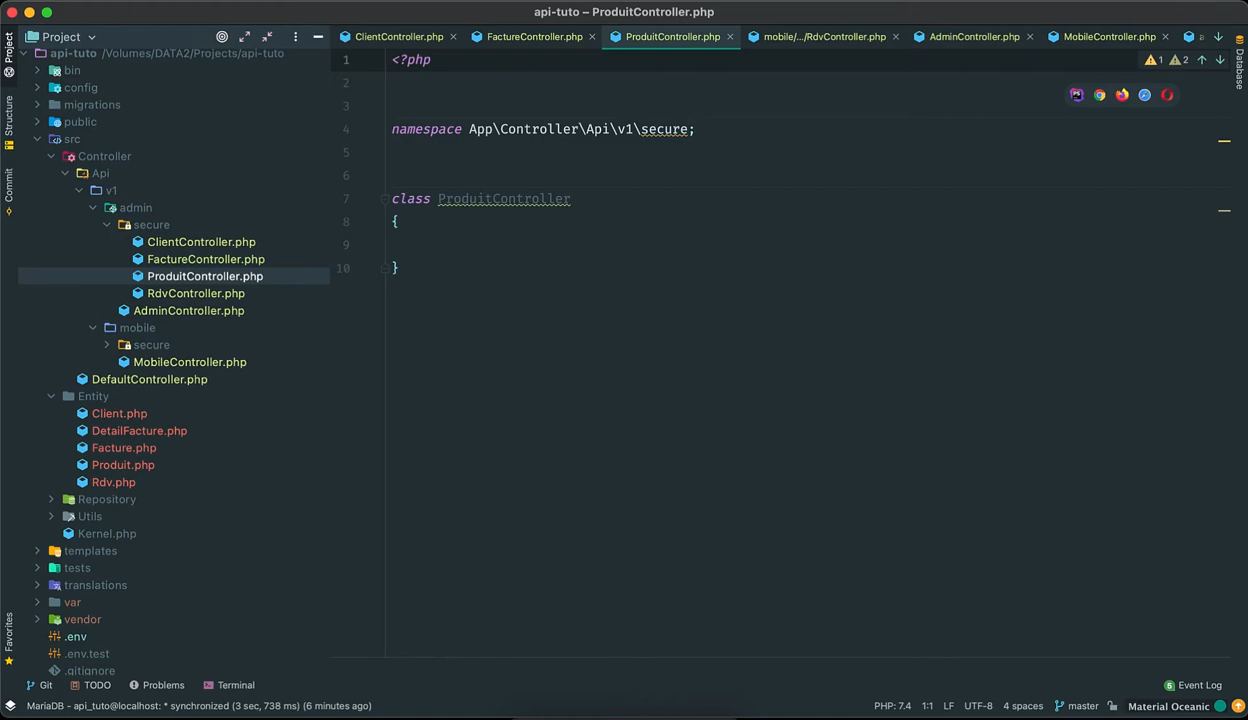 api-tuto – ProduitController.php
Project
ClientController.php
FactureController.php
ProduitController.php
mobile/.../RdvController.php
AdminController.php
MobileController.php
a
api-tuto /Volumes/DATA2/Projects/api-tuto
bin
config
migrations
public
src
Controller
Api
v1
admin
secure
ClientController.php
FactureController.php
ProduitController.php
RdvController.php
AdminController.php
mobile
secure
MobileController.php
DefaultController.php
Entity
Client.php
DetailFacture.php
Facture.php
Produit.php
Rdv.php
Repository
Utils
Kernel.php
templates
tests
translations
var
vendor
.env
.env.test
.gitignore
1 <?php
2
3
4 namespace App\Controller\Api\v1\secure;
5
6
7 class ProduitController
8 {
9
10 }
1 2
Project
Structure
Commit
Favorites
Database
Git TODO Problems Terminal
5 Event Log
MariaDB - api_tuto@localhost: * synchronized (3 sec, 738 ms) (6 minutes ago)
PHP: 7.4 1:1 LF UTF-8 4 spaces master Material Oceanic